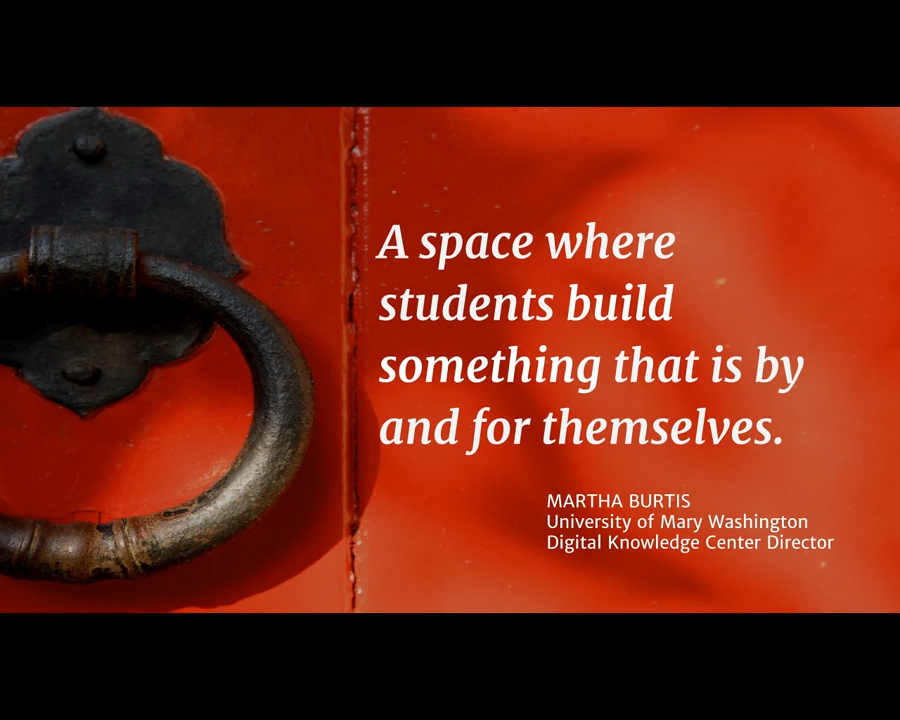 A space where
students build
something that is by
and for themselves.
MARTHA BURTIS
University of Mary Washington
Digital Knowledge Center Director